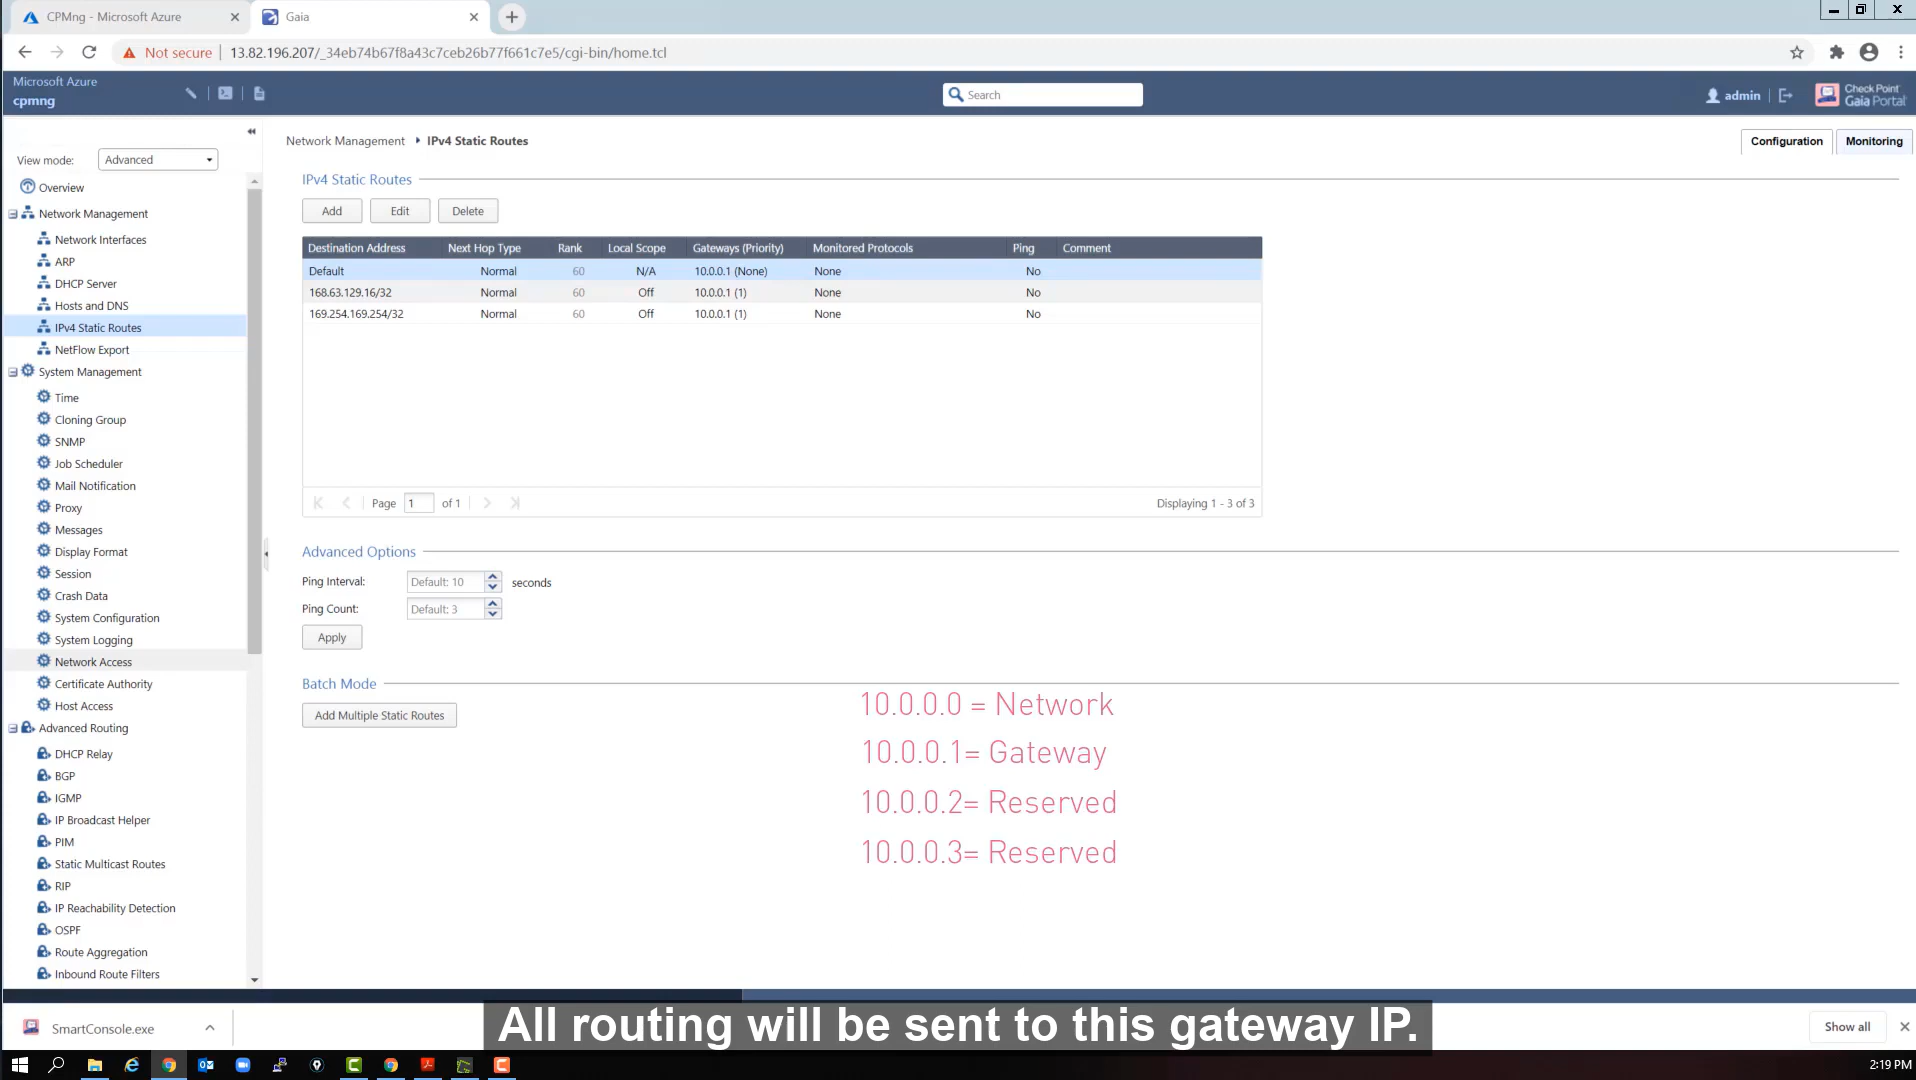 CPMng - Microsoft Azure
Gaia
Not secure
13.82.196.207/_34eb74b67f8a43c7ceb26b77f661c7e5/cgi-bin/home.tcl
Microsoft Azure
cpmng
Search
admin
Check Point
Gaia Portal
Network Management
IPv4 Static Routes
Configuration
Monitoring
View mode:
Advanced
Overview
Network Management
Network Interfaces
ARP
DHCP Server
Hosts and DNS
IPv4 Static Routes
NetFlow Export
System Management
Time
Cloning Group
SNMP
Job Scheduler
Mail Notification
Proxy
Messages
Display Format
Session
Crash Data
System Configuration
System Logging
Network Access
Certificate Authority
Host Access
Advanced Routing
DHCP Relay
BGP
IGMP
IP Broadcast Helper
PIM
Static Multicast Routes
RIP
IP Reachability Detection
OSPF
Route Aggregation
Inbound Route Filters
IPv4 Static Routes
Add Edit Delete
Destination Address Next Hop Type Rank Local Scope Gateways (Priority) Monitored Protocols Ping Comment
Default Normal 60 N/A 10.0.0.1 (None) None No
168.63.129.16/32 Normal 60 Off 10.0.0.1 (1) None No
169.254.169.254/32 Normal 60 Off 10.0.0.1 (1) None No
Page 1 of 1
Displaying 1 - 3 of 3
Advanced Options
Ping Interval: Default: 10 seconds
Ping Count: Default: 3
Apply
Batch Mode
Add Multiple Static Routes
10.0.0.0 = Network
10.0.0.1= Gateway
10.0.0.2= Reserved
10.0.0.3= Reserved
SmartConsole.exe
All routing will be sent to this gateway IP.
Show all
2:19 PM